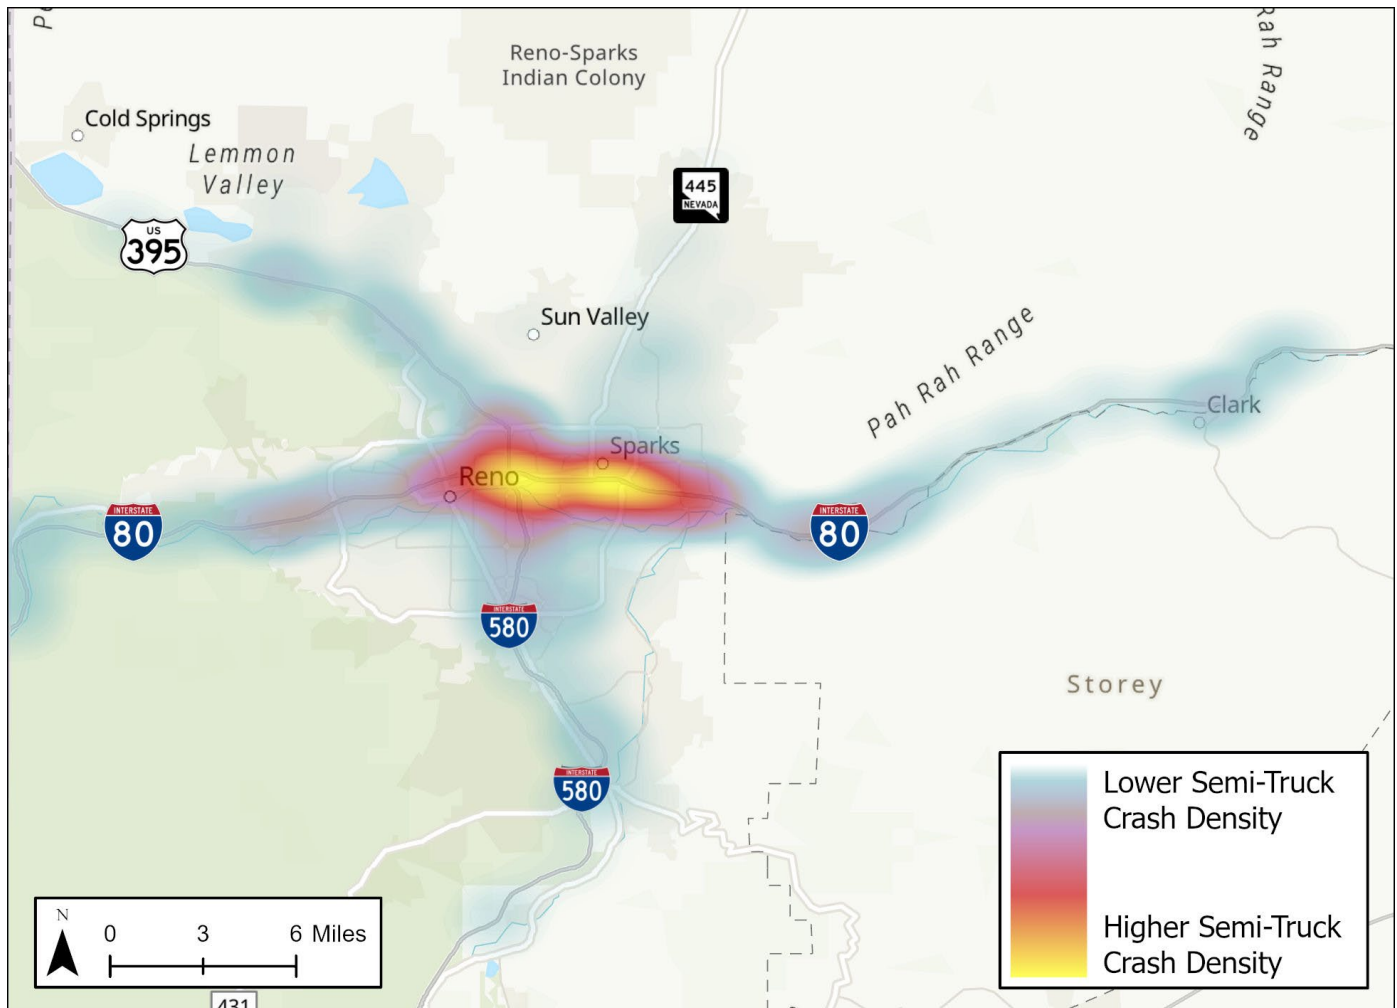 Reno-Sparks
Indian Colony
Rah Range
Cold Springs
Lemmon
Valley
445
NEVADA
US
395
Sun Valley
Pah Rah Range
Clark
Sparks
Reno
INTERSTATE
80
INTERSTATE
80
INTERSTATE
580
Storey
INTERSTATE
580
Lower Semi-Truck
Crash Density
Higher Semi-Truck
Crash Density
N
0 3 6 Miles
431